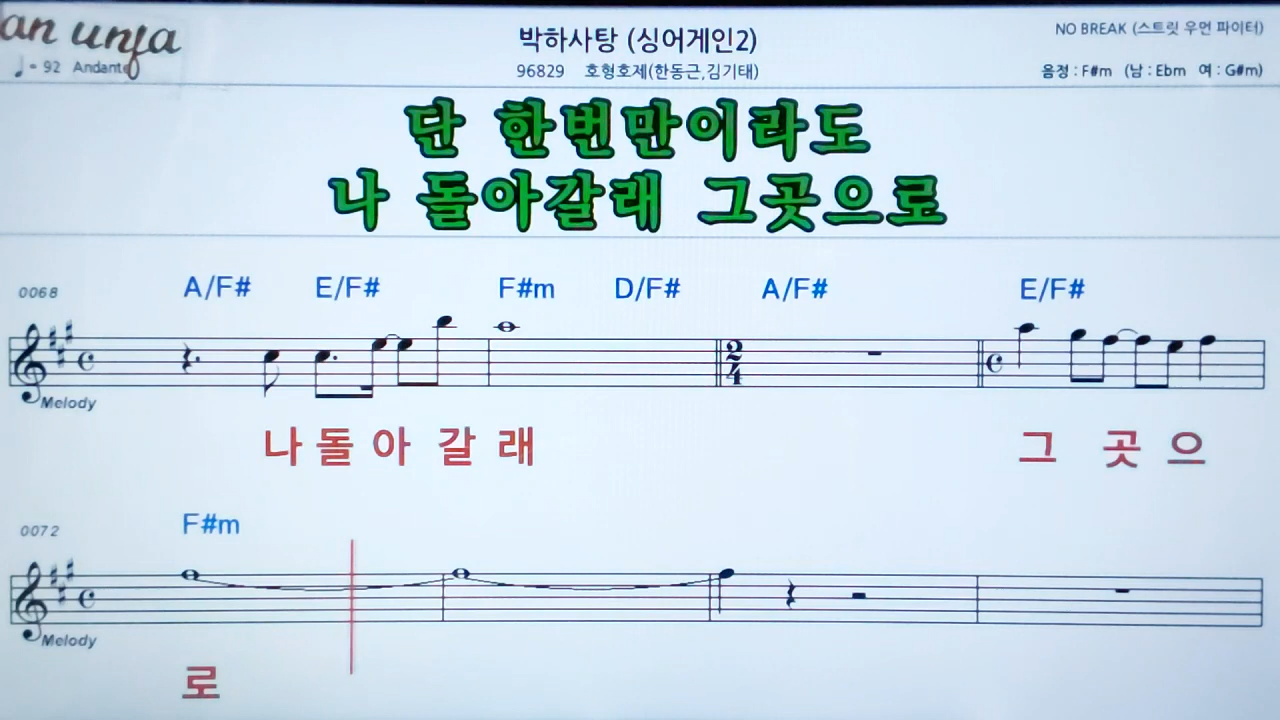 an unja
♩= 92 Andante
박하사탕 (싱어게인2)
96829 호형호제(한동근,김기태)
NO BREAK (스트릿 우먼 파이터)
음정 : F#m (남 : Ebm 여 : G#m)
단 한번만이라도
나 돌아갈래 그곳으로
0068 A/F# E/F# F#m D/F# A/F# E/F#
2
4
Melody
나 돌 아 갈 래 그 곳 으
0072 F#m
Melody
로